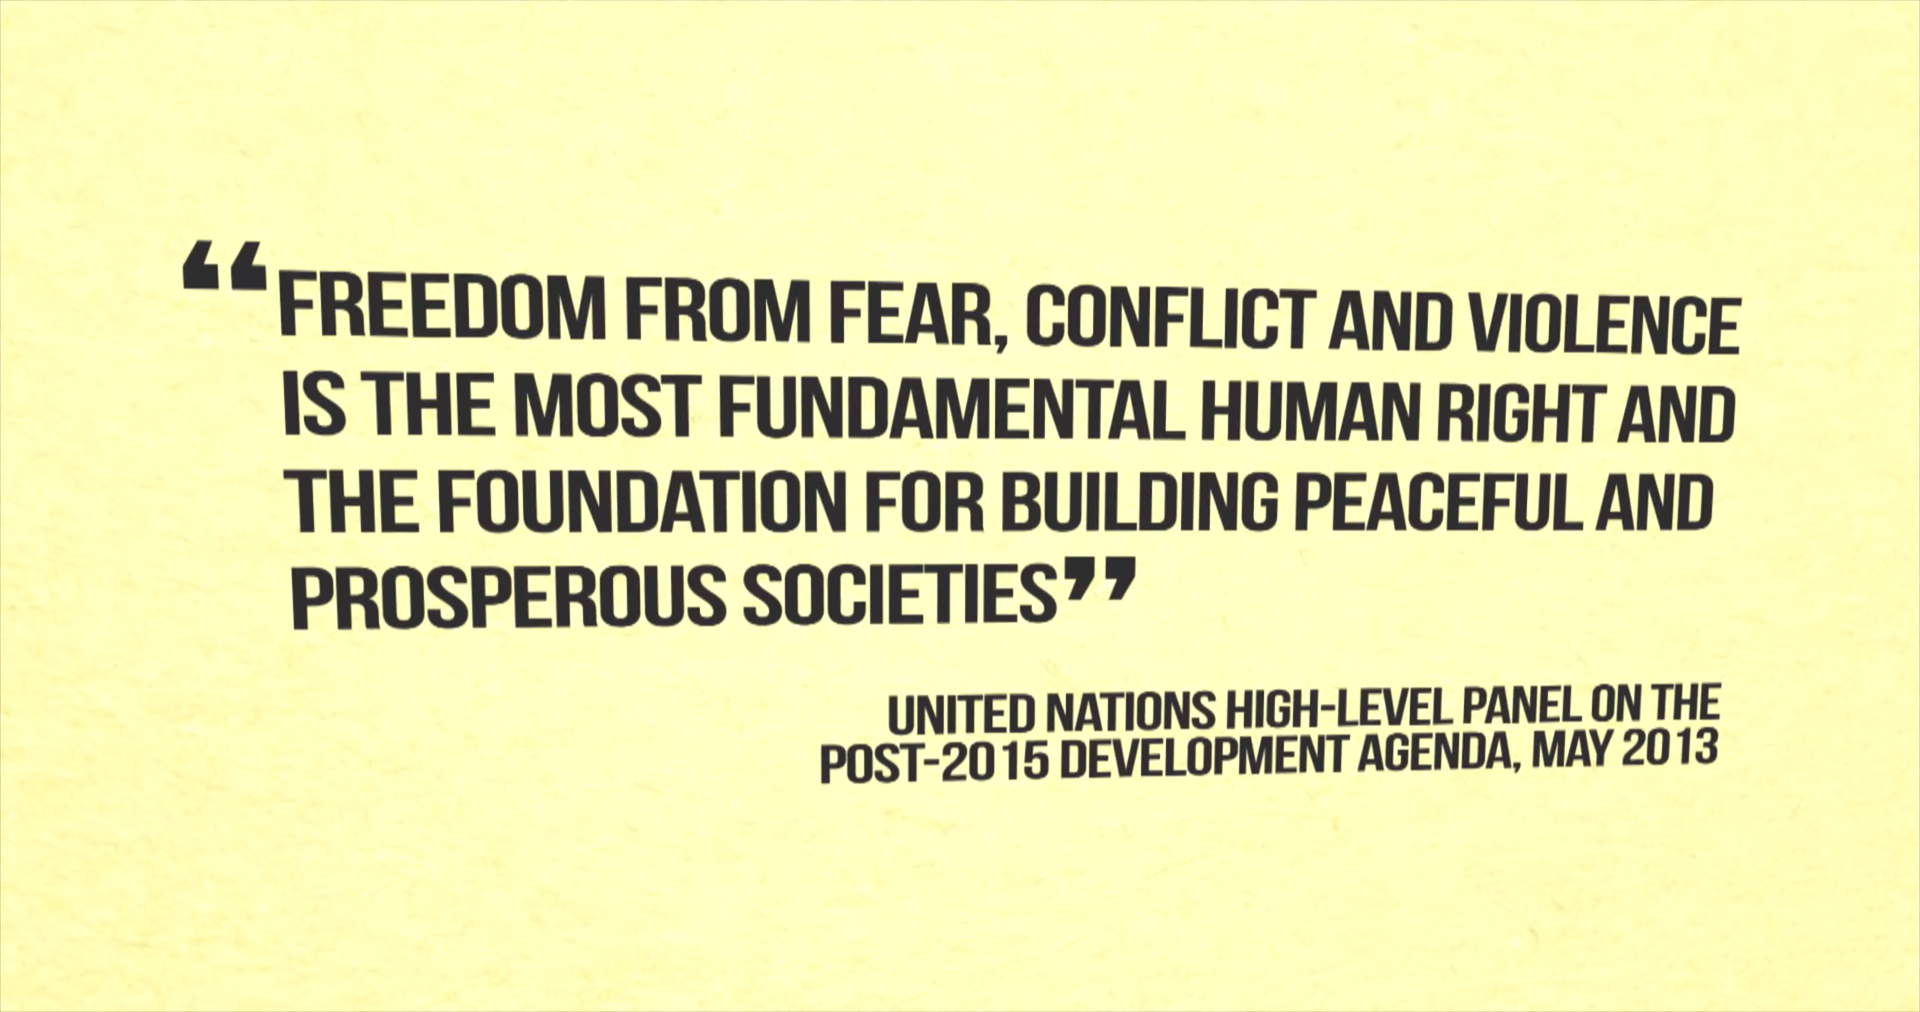 “FREEDOM FROM FEAR, CONFLICT AND VIOLENCE
IS THE MOST FUNDAMENTAL HUMAN RIGHT AND
THE FOUNDATION FOR BUILDING PEACEFUL AND
PROSPEROUS SOCIETIES”
UNITED NATIONS HIGH-LEVEL PANEL ON THE
POST-2015 DEVELOPMENT AGENDA, MAY 2013